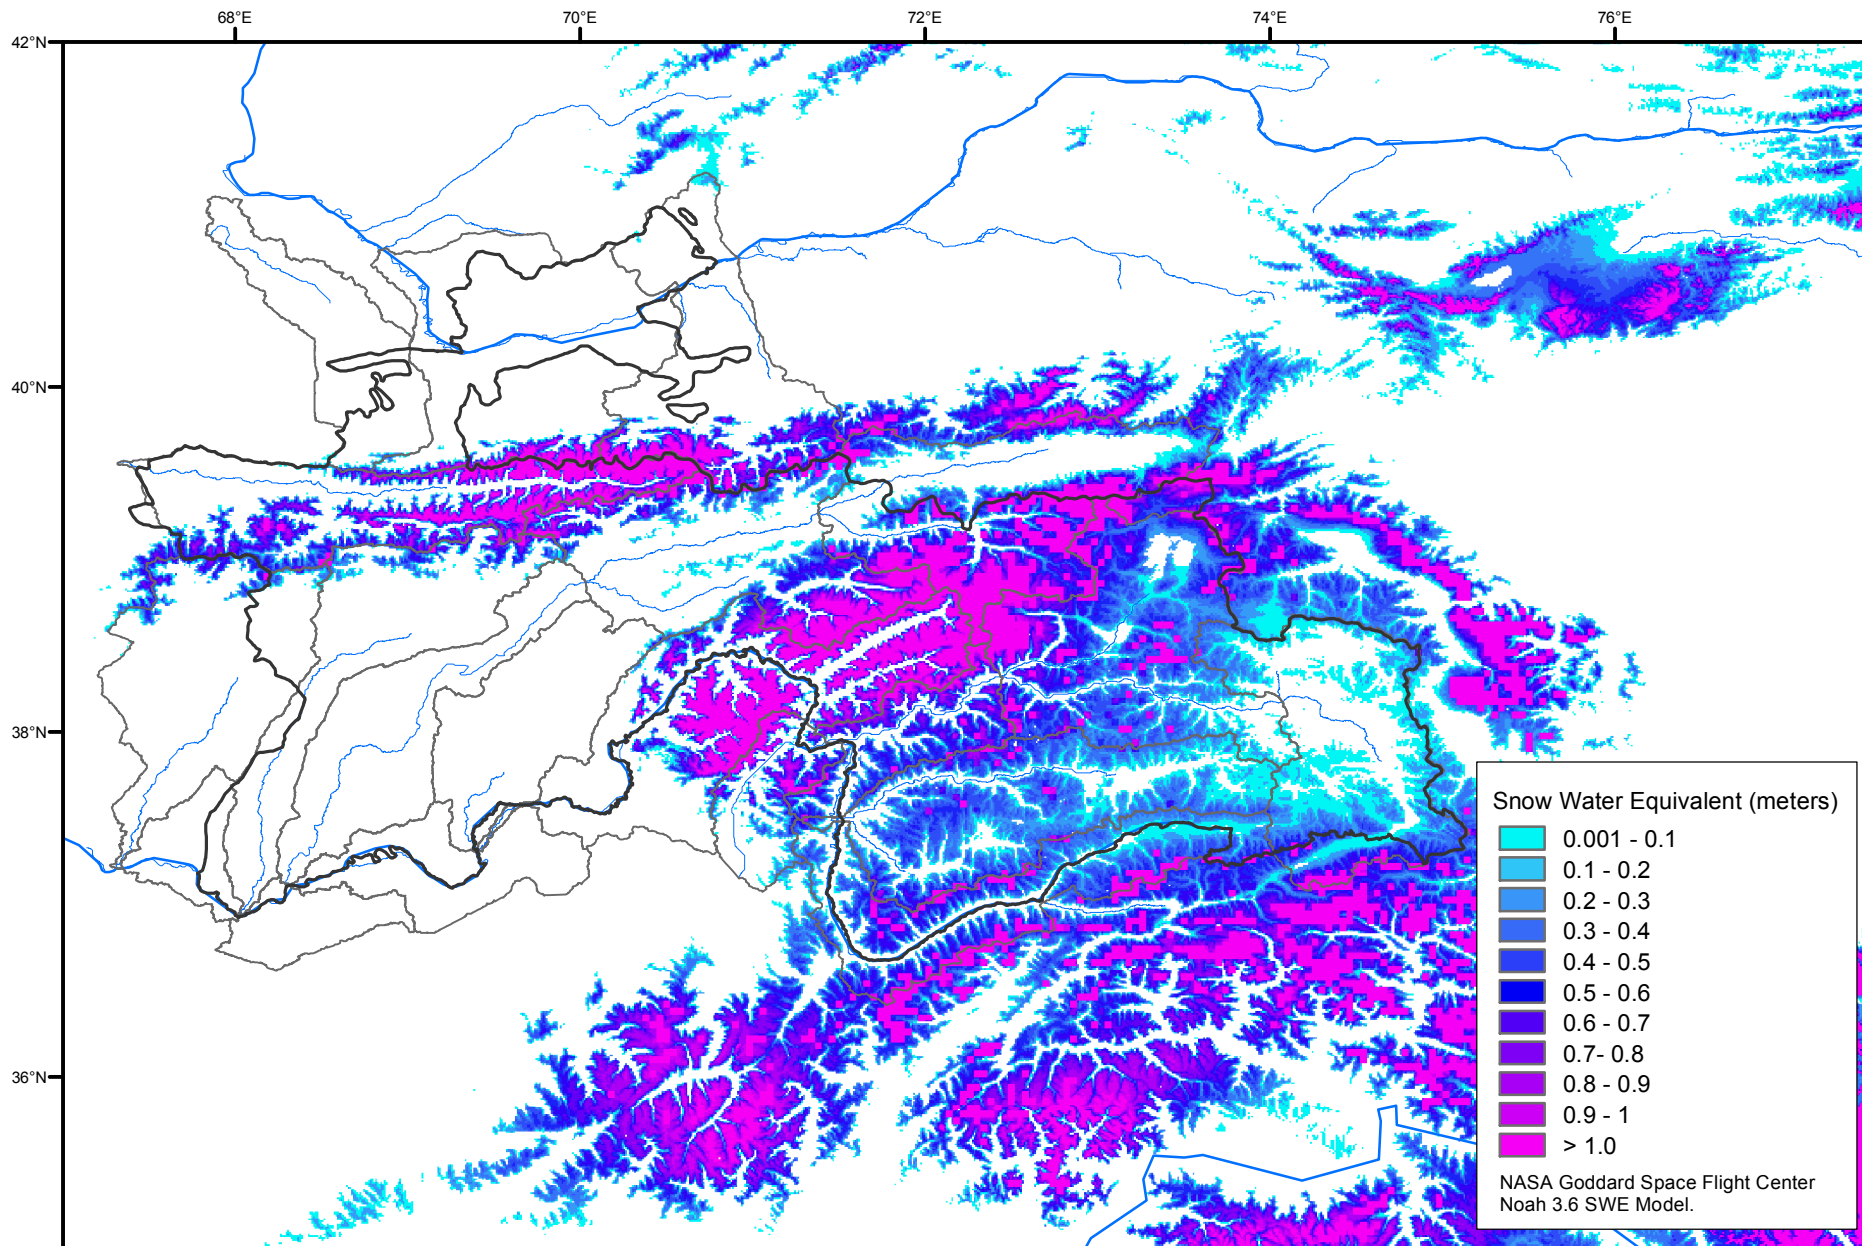 68°E 70°E 72°E 74°E 76°E
42°N
40°N
38°N
36°N
Snow Water Equivalent (meters)
0.001 - 0.1
0.1 - 0.2
0.2 - 0.3
0.3 - 0.4
0.4 - 0.5
0.5 - 0.6
0.6 - 0.7
0.7- 0.8
0.8 - 0.9
0.9 - 1
> 1.0
NASA Goddard Space Flight Center
Noah 3.6 SWE Model.